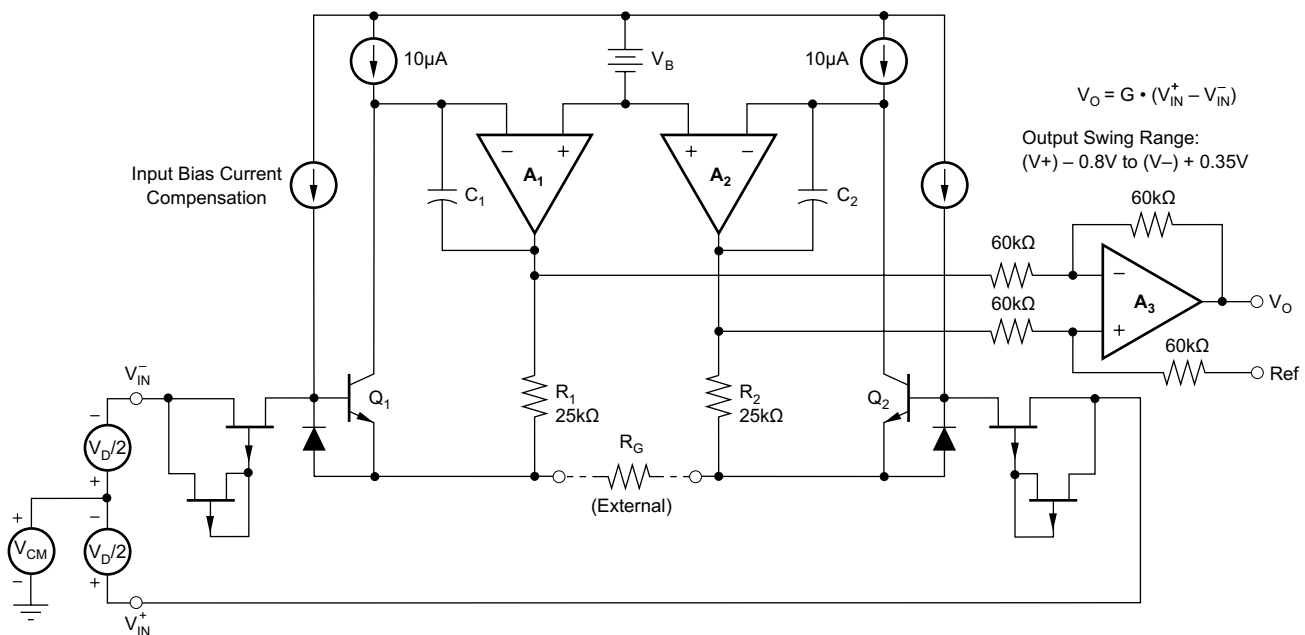 10µA
V_B
10µA
V_O = G • (V_IN^+ – V_IN^–)
Output Swing Range:
(V+) – 0.8V to (V–) + 0.35V
Input Bias Current
Compensation
A_1
A_2
C_1
C_2
60kΩ
60kΩ
60kΩ
60kΩ
A_3
V_O
Ref
V_IN^–
Q_1
R_1
25kΩ
R_2
25kΩ
Q_2
R_G
(External)
V_D/2
V_CM
V_D/2
V_IN^+